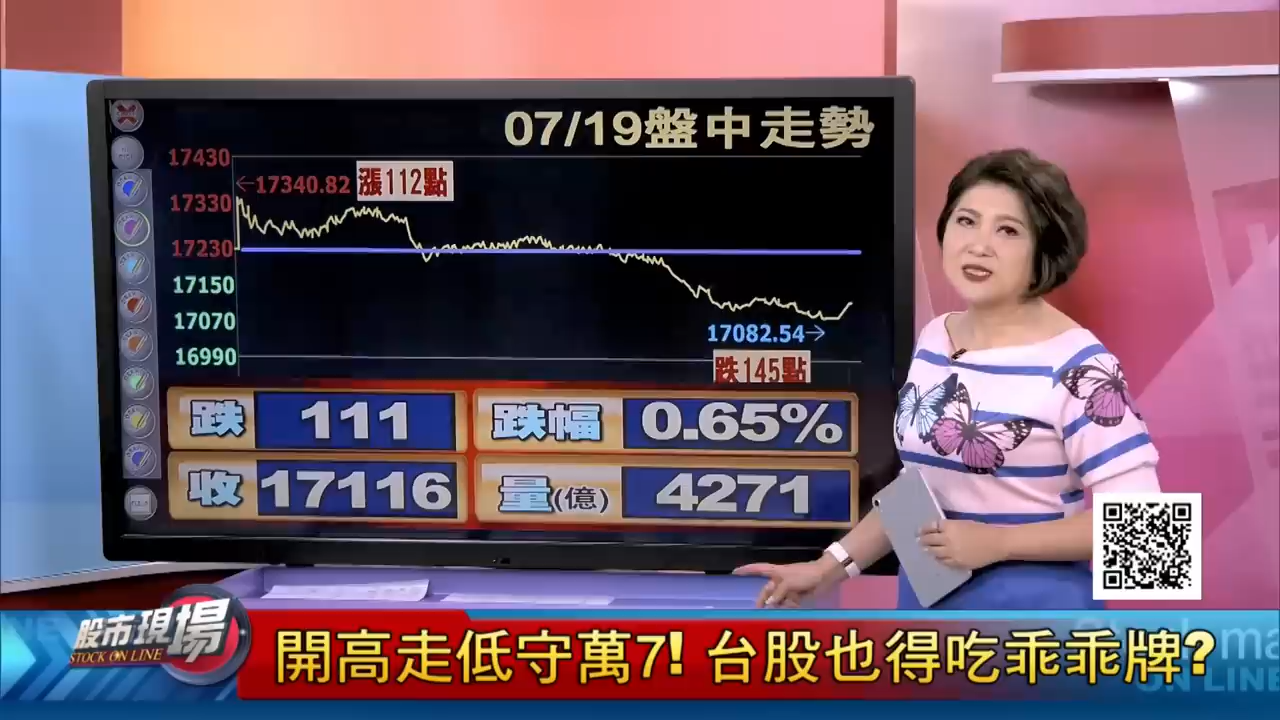 07/19盤中走勢
17430
←17340.82 漲112點
17330
17230
17150
17070
17082.54→
16990
跌145點
跌 111 跌幅 0.65%
收 17116 量(億) 4271
股市現場
STOCK ON LINE
開高走低守萬7! 台股也得吃乖乖牌?
ON LINE